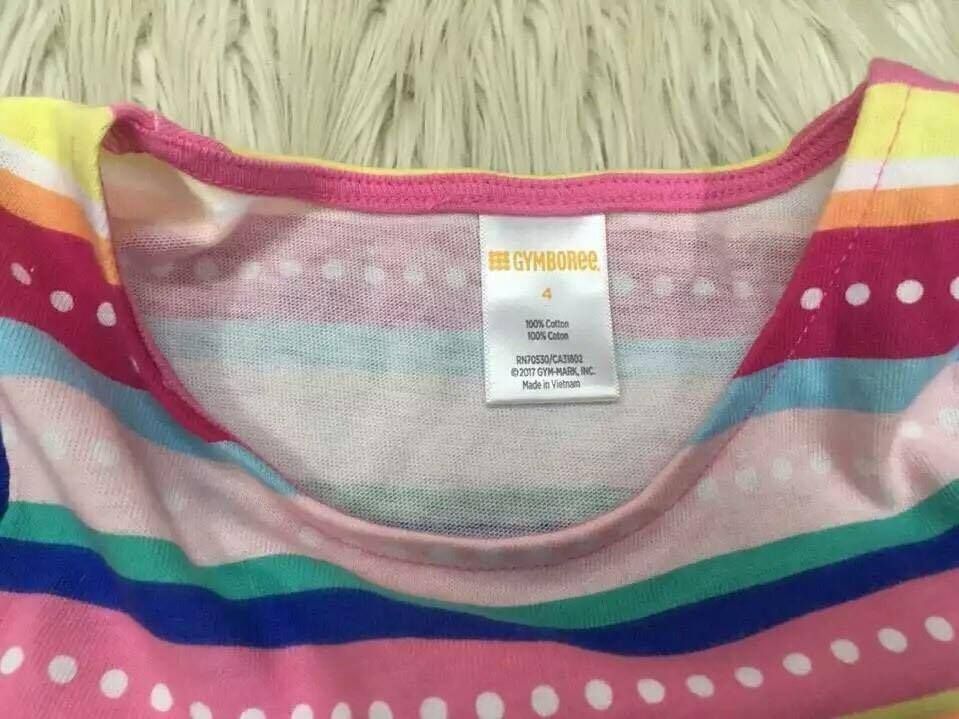 GYMBOREE
4
100% Cotton
100% Coton
RN70530/CA31802
©2017 GYM-MARK, INC.
Made in Vietnam